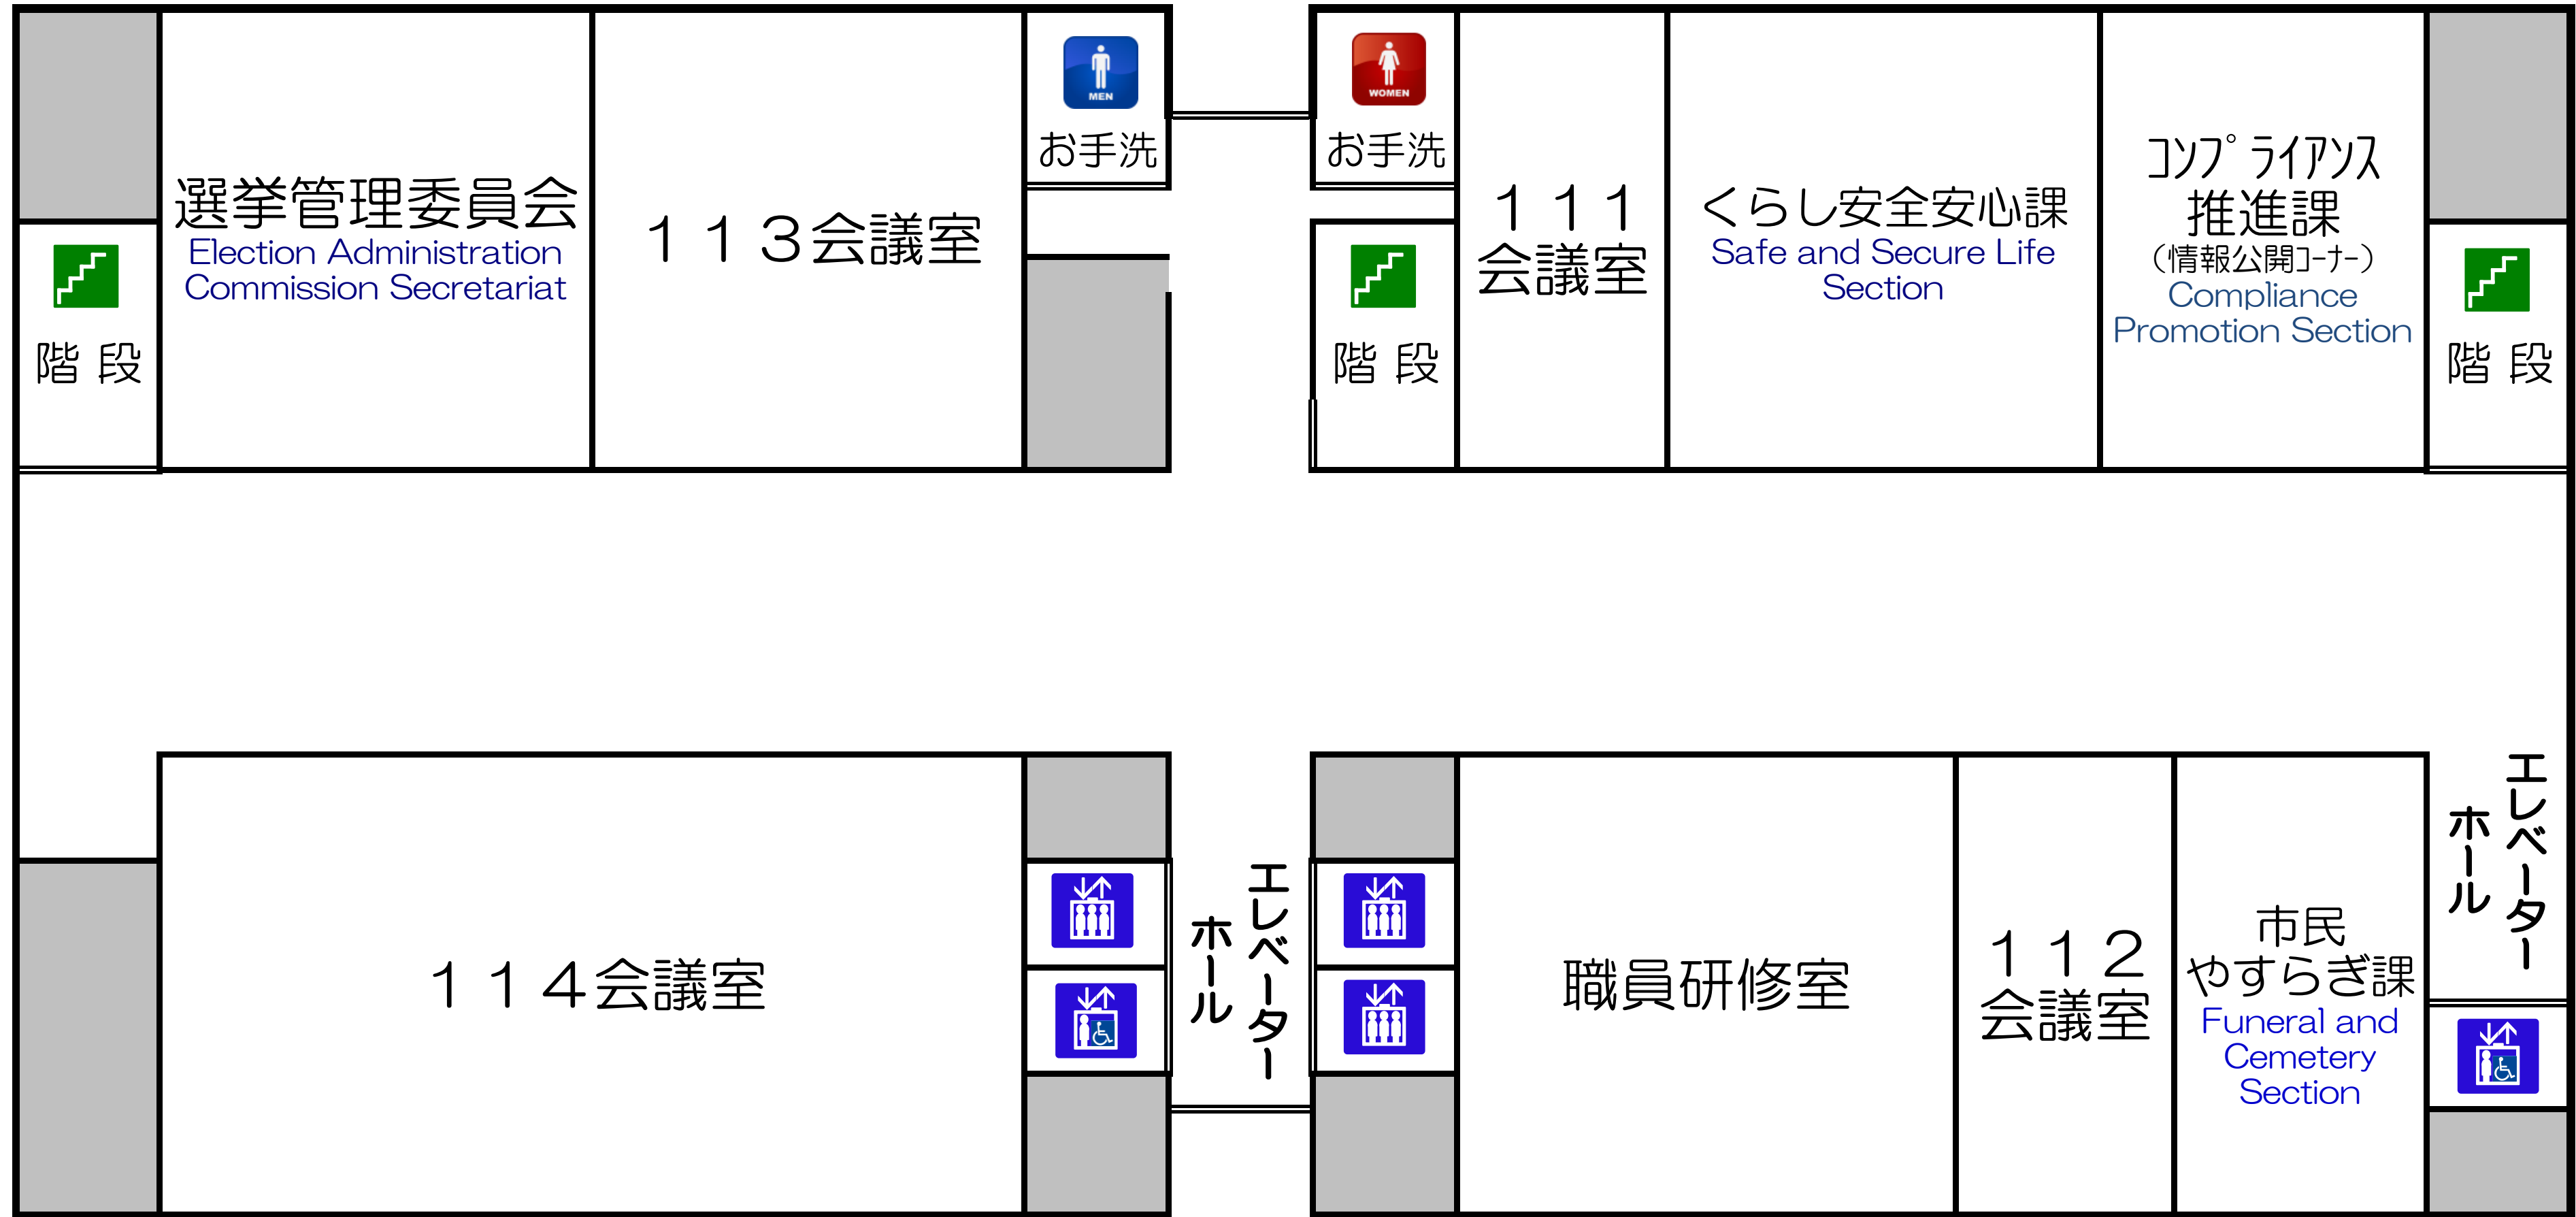 MEN
お手洗
WOMEN
お手洗
階 段
選挙管理委員会
Election Administration
Commission Secretariat
113会議室
階 段
111
会議室
くらし安全安心課
Safe and Secure Life
Section
コンプライアンス
推進課
(情報公開コーナー)
Compliance
Promotion Section
階 段
114会議室
エレベーター
ホール
職員研修室
112
会議室
市民
やすらぎ課
Funeral and
Cemetery
Section
エレベーター
ホール